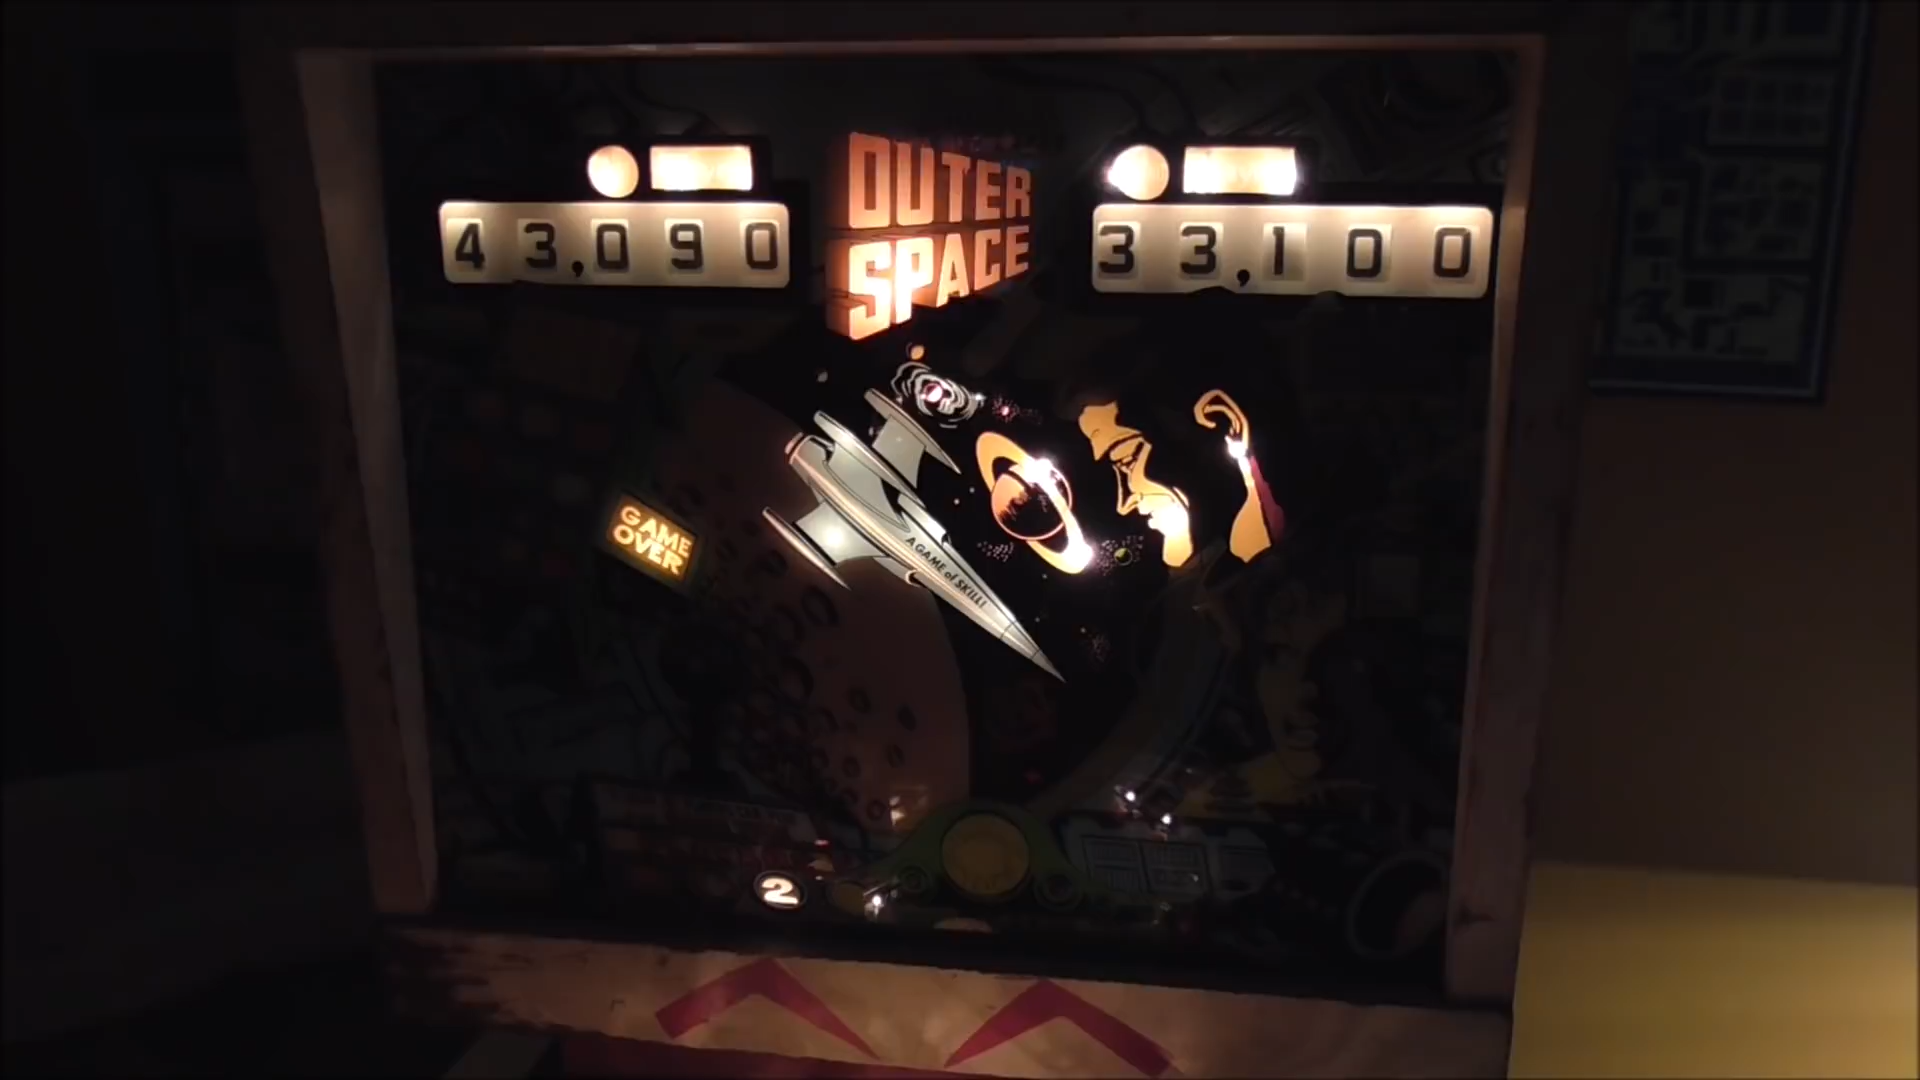 OUTER
SPACE
43,090
33,100
GAME
OVER
A GAME of SKILL!
2